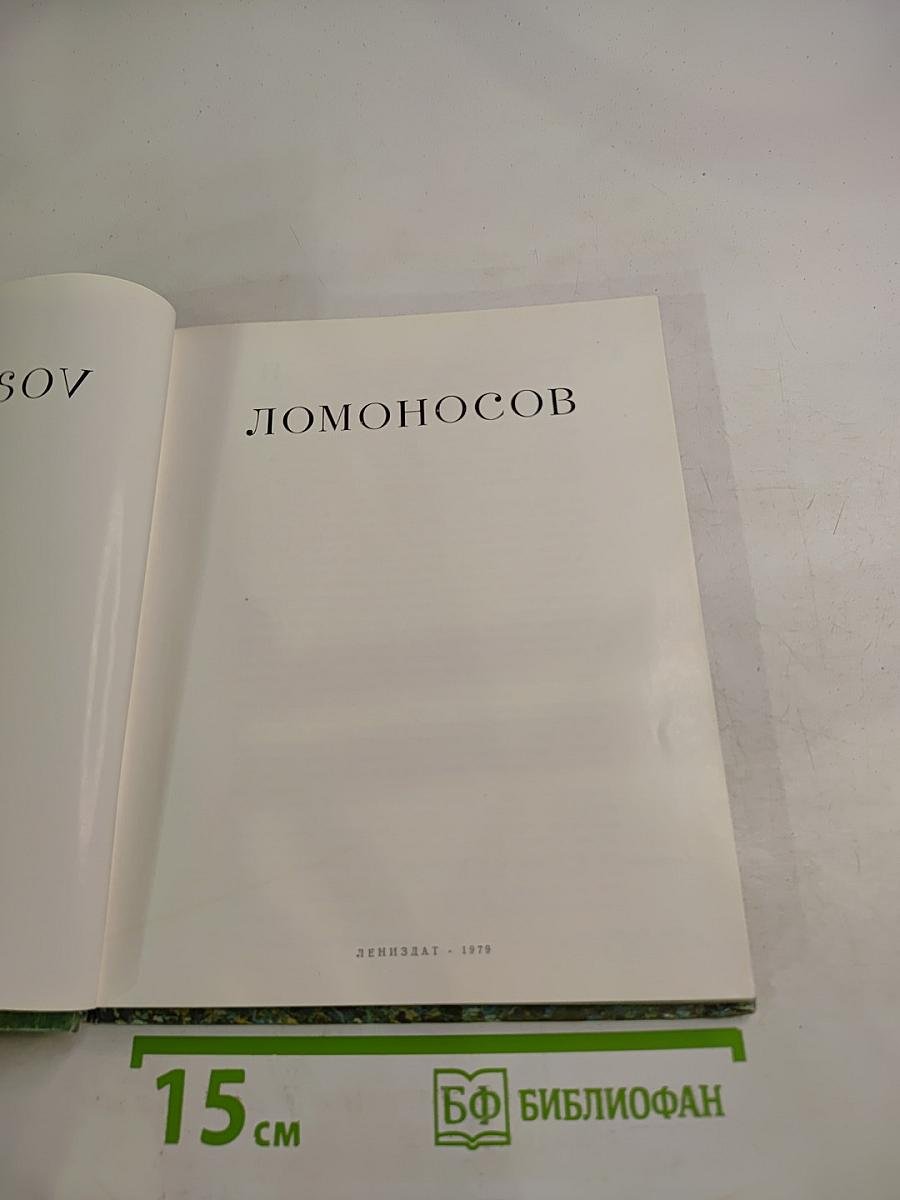 SOV
ЛОМОНОСОВ
ЛЕНИЗДАТ - 1979
15 см
БФ БИБЛИОФАН